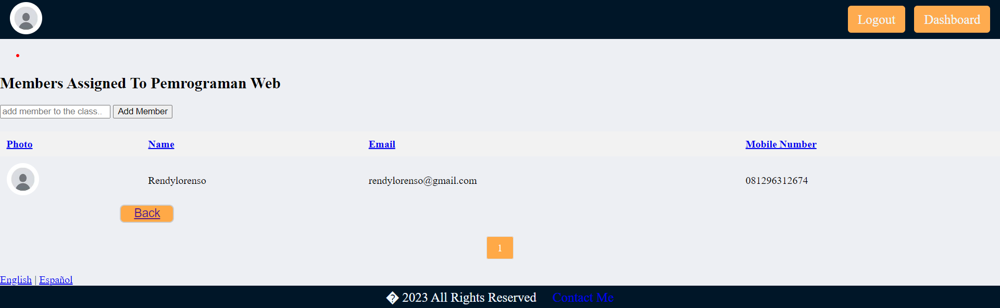 Logout Dashboard
Members Assigned To Pemrograman Web
add member to the class.. Add Member
Photo Name Email Mobile Number
Rendylorenso rendylorenso@gmail.com 081296312674
Back
1
English | Español
� 2023 All Rights Reserved Contact Me